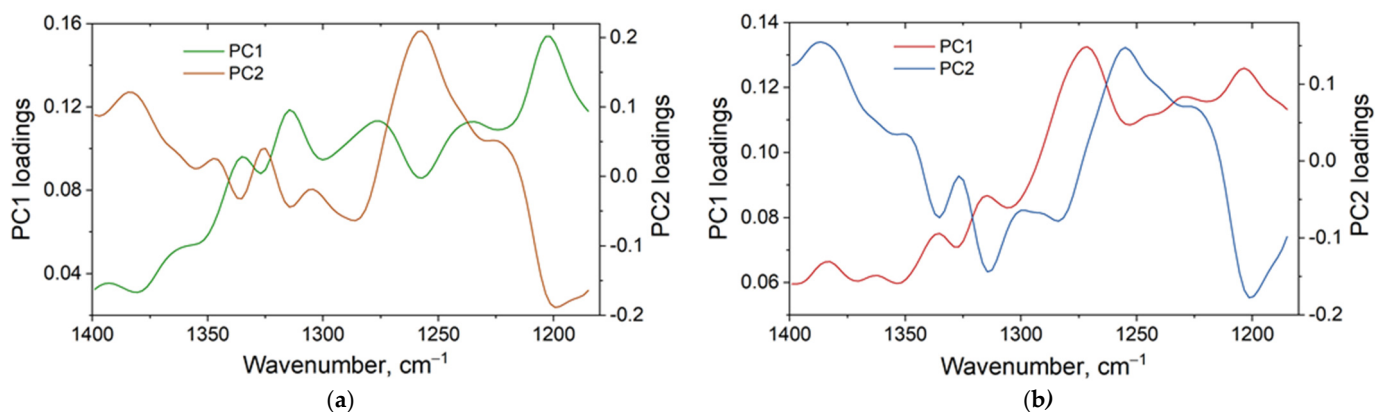 0.16
0.12
0.08
0.04
PC1 loadings
PC1
PC2
0.2
0.1
0.0
-0.1
-0.2
PC2 loadings
1400 1350 1300 1250 1200
Wavenumber, cm−1
(a)
0.14
0.12
0.10
0.08
0.06
PC1 loadings
PC1
PC2
0.1
0.0
-0.1
-0.2
PC2 loadings
1400 1350 1300 1250 1200
Wavenumber, cm−1
(b)